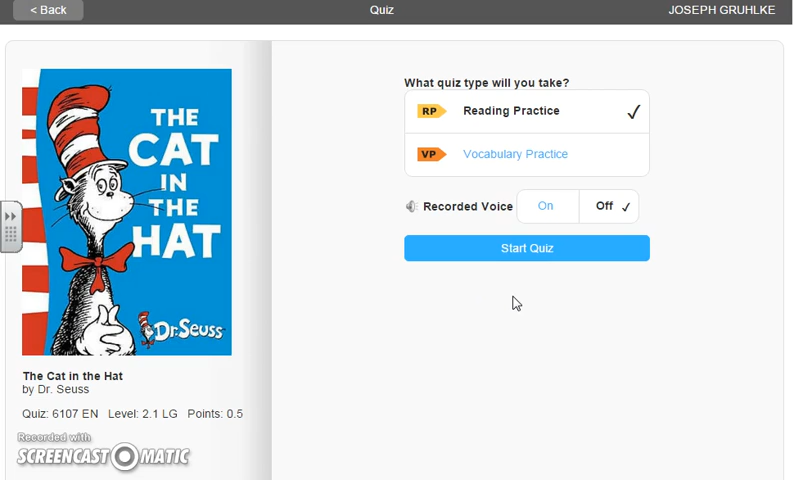 < Back
Quiz
JOSEPH GRUHLKE
THE
CAT
IN
THE
HAT
Dr. Seuss
The Cat in the Hat
by Dr. Seuss
Quiz: 6107 EN Level: 2.1 LG Points: 0.5
Recorded with
SCREENCAST O MATIC
What quiz type will you take?
RP Reading Practice
VP Vocabulary Practice
Recorded Voice On Off
Start Quiz